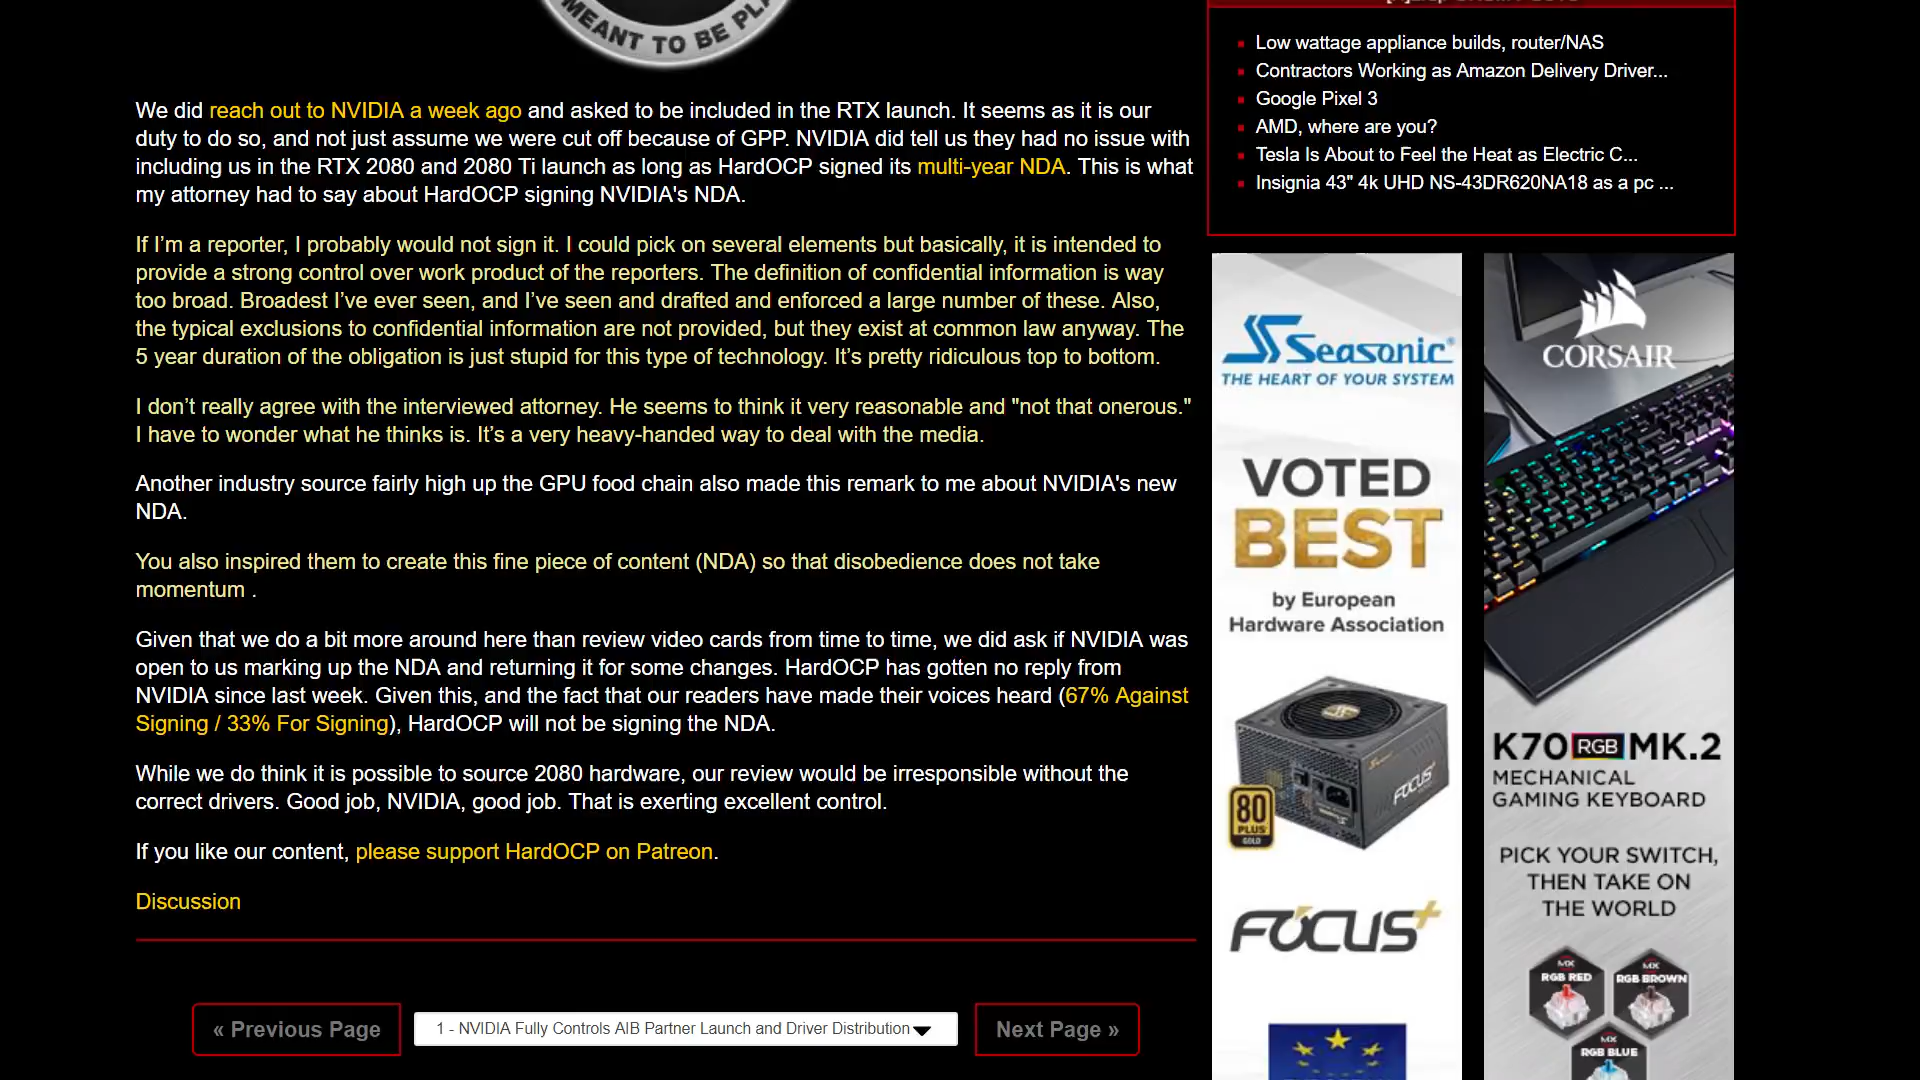 MEANT TO BE PL
We did reach out to NVIDIA a week ago and asked to be included in the RTX launch. It seems as it is our
duty to do so, and not just assume we were cut off because of GPP. NVIDIA did tell us they had no issue with
including us in the RTX 2080 and 2080 Ti launch as long as HardOCP signed its multi-year NDA. This is what
my attorney had to say about HardOCP signing NVIDIA's NDA.
If I’m a reporter, I probably would not sign it. I could pick on several elements but basically, it is intended to
provide a strong control over work product of the reporters. The definition of confidential information is way
too broad. Broadest I’ve ever seen, and I’ve seen and drafted and enforced a large number of these. Also,
the typical exclusions to confidential information are not provided, but they exist at common law anyway. The
5 year duration of the obligation is just stupid for this type of technology. It’s pretty ridiculous top to bottom.
I don’t really agree with the interviewed attorney. He seems to think it very reasonable and "not that onerous."
I have to wonder what he thinks is. It’s a very heavy-handed way to deal with the media.
Another industry source fairly high up the GPU food chain also made this remark to me about NVIDIA's new
NDA.
You also inspired them to create this fine piece of content (NDA) so that disobedience does not take
momentum .
Given that we do a bit more around here than review video cards from time to time, we did ask if NVIDIA was
open to us marking up the NDA and returning it for some changes. HardOCP has gotten no reply from
NVIDIA since last week. Given this, and the fact that our readers have made their voices heard (67% Against
Signing / 33% For Signing), HardOCP will not be signing the NDA.
While we do think it is possible to source 2080 hardware, our review would be irresponsible without the
correct drivers. Good job, NVIDIA, good job. That is exerting excellent control.
If you like our content, please support HardOCP on Patreon.
Discussion
« Previous Page
1 - NVIDIA Fully Controls AIB Partner Launch and Driver Distribution
Next Page »
Low wattage appliance builds, router/NAS
Contractors Working as Amazon Delivery Driver...
Google Pixel 3
AMD, where are you?
Tesla Is About to Feel the Heat as Electric C...
Insignia 43" 4k UHD NS-43DR620NA18 as a pc ...
Seasonic®
THE HEART OF YOUR SYSTEM
VOTED
BEST
by European
Hardware Association
FOCUS+
80
PLUS
GOLD
FOCUS+
CORSAIR
K70 RGB MK.2
MECHANICAL
GAMING KEYBOARD
PICK YOUR SWITCH,
THEN TAKE ON
THE WORLD
MX
RGB RED
MX
RGB BROWN
MX
RGB BLUE